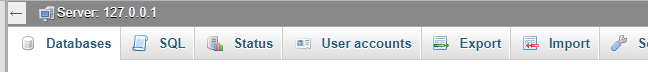 Server: 127.0.0.1
Databases SQL Status User accounts Export Import